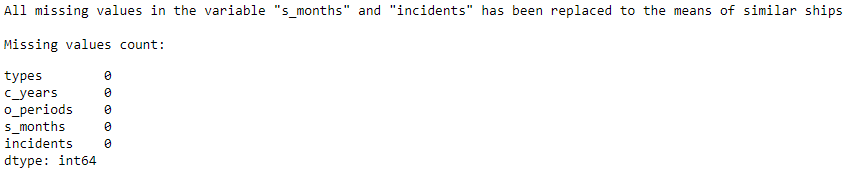 All missing values in the variable "s_months" and "incidents" has been replaced to the means of similar ships
Missing values count:
types 0
c_years 0
o_periods 0
s_months 0
incidents 0
dtype: int64